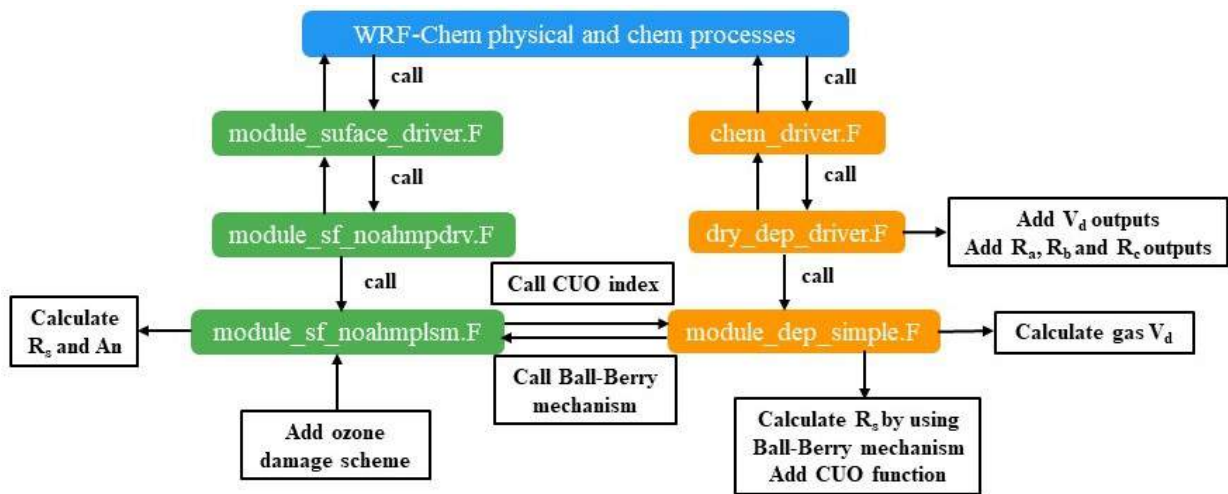 WRF-Chem physical and chem processes
call
call
module_suface_driver.F
chem_driver.F
call
call
module_sf_noahmpdrv.F
dry_dep_driver.F
Add Vd outputs
Add Ra, Rb and Rc outputs
call
Call CUO index
call
Calculate
Rs and An
module_sf_noahmplsm.F
module_dep_simple.F
Calculate gas Vd
Call Ball-Berry
mechanism
Add ozone
damage scheme
Calculate Rs by using
Ball-Berry mechanism
Add CUO function